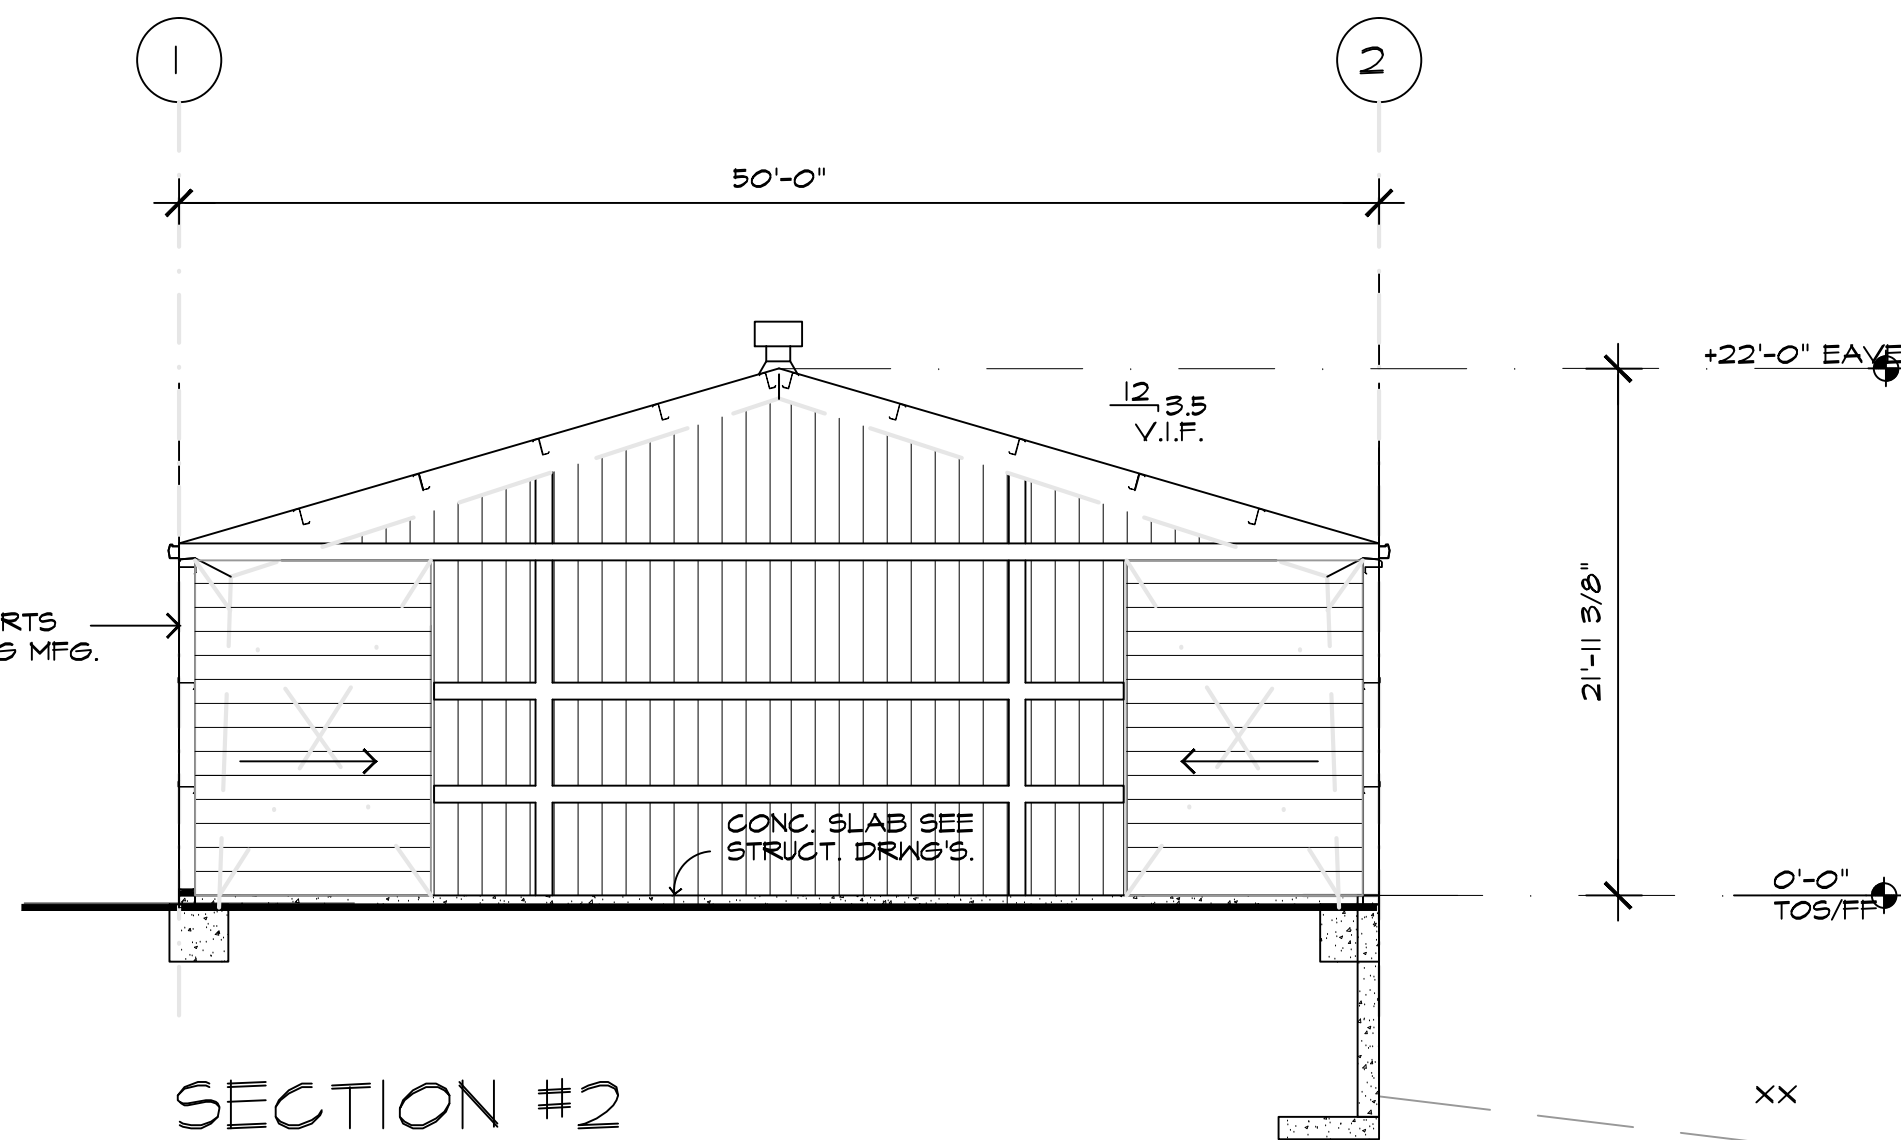 1
2
50'-0"
+22'-0" EAVE
12
3.5
V.I.F.
21'-11 3/8"
RTS
G MFG.
CONC. SLAB SEE
STRUCT. DRWG'S.
0'-0"
TOS/FF
SECTION #2
XX